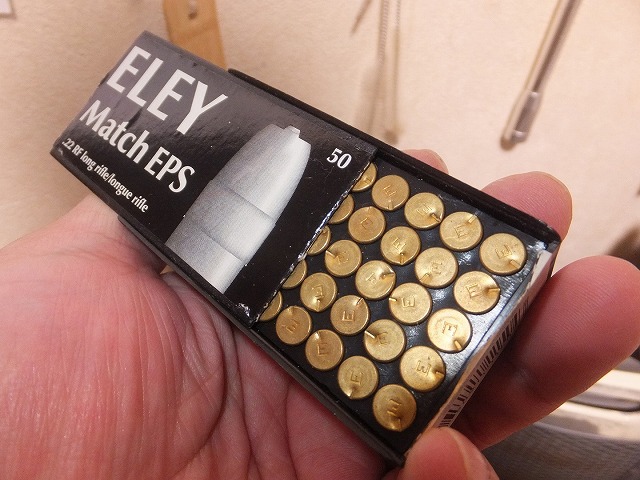 ELEY
Match EPS
.22 RF long rifle/longue rifle
50